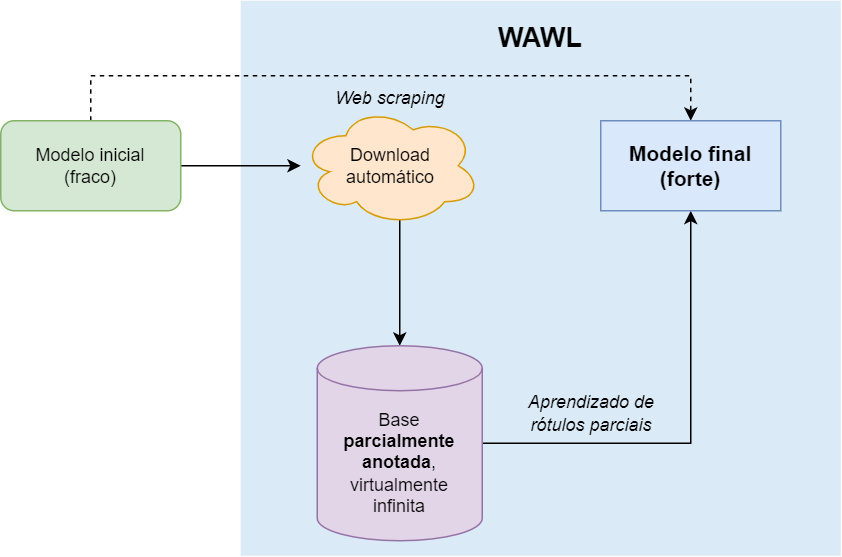 WAWL
Web scraping
Modelo inicial
(fraco)
Download
automático
Modelo final
(forte)
Base
parcialmente
anotada,
virtualmente
infinita
Aprendizado de
rótulos parciais